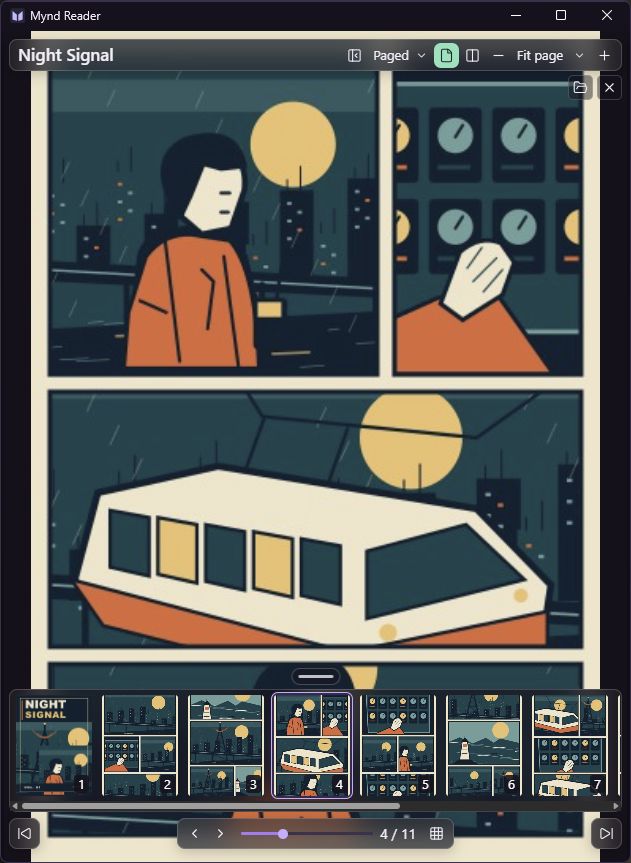 Mynd Reader
Night Signal
Paged
Fit page
NIGHT
SIGNAL
1
2
3
4
5
6
7
4 / 11